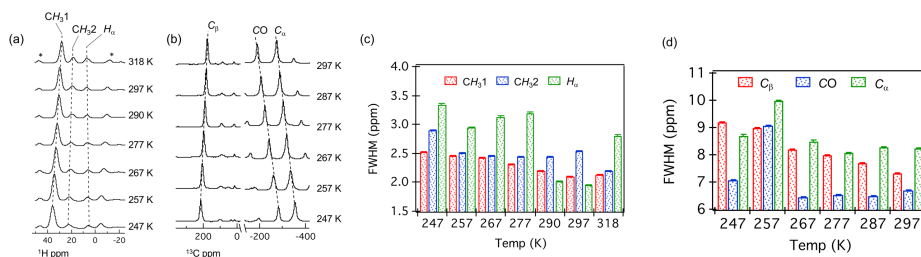 (a)
CH₃1
CH₃2
Hα
*
*
318 K
297 K
290 K
277 K
267 K
257 K
247 K
40 20 0 -20
¹H ppm
(b)
Cβ
CO
Cα
297 K
287 K
277 K
267 K
257 K
247 K
200 0 -200 -400
¹³C ppm
(c)
CH₃1 CH₃2 Hα
FWHM (ppm)
4.0
3.5
3.0
2.5
2.0
1.5
247 257 267 277 290 297 318
Temp (K)
(d)
Cβ CO Cα
FWHM (ppm)
11
10
9
8
7
6
247 257 267 277 287 297
Temp (K)